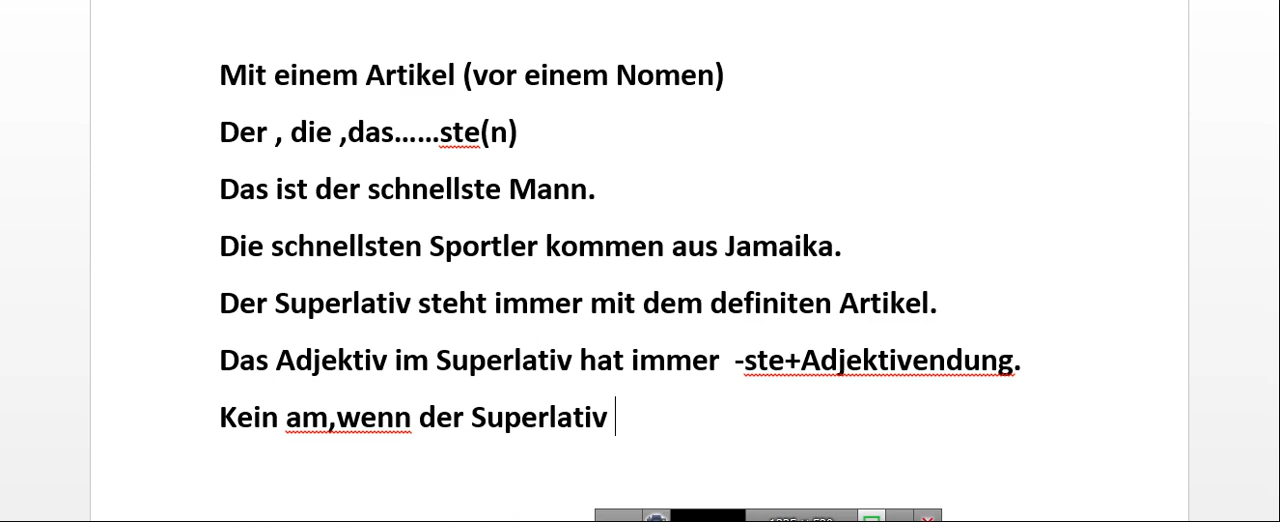 Mit einem Artikel (vor einem Nomen)
Der , die ,das......ste(n)
Das ist der schnellste Mann.
Die schnellsten Sportler kommen aus Jamaika.
Der Superlativ steht immer mit dem definiten Artikel.
Das Adjektiv im Superlativ hat immer  -ste+Adjektivendung.
Kein am,wenn der Superlativ